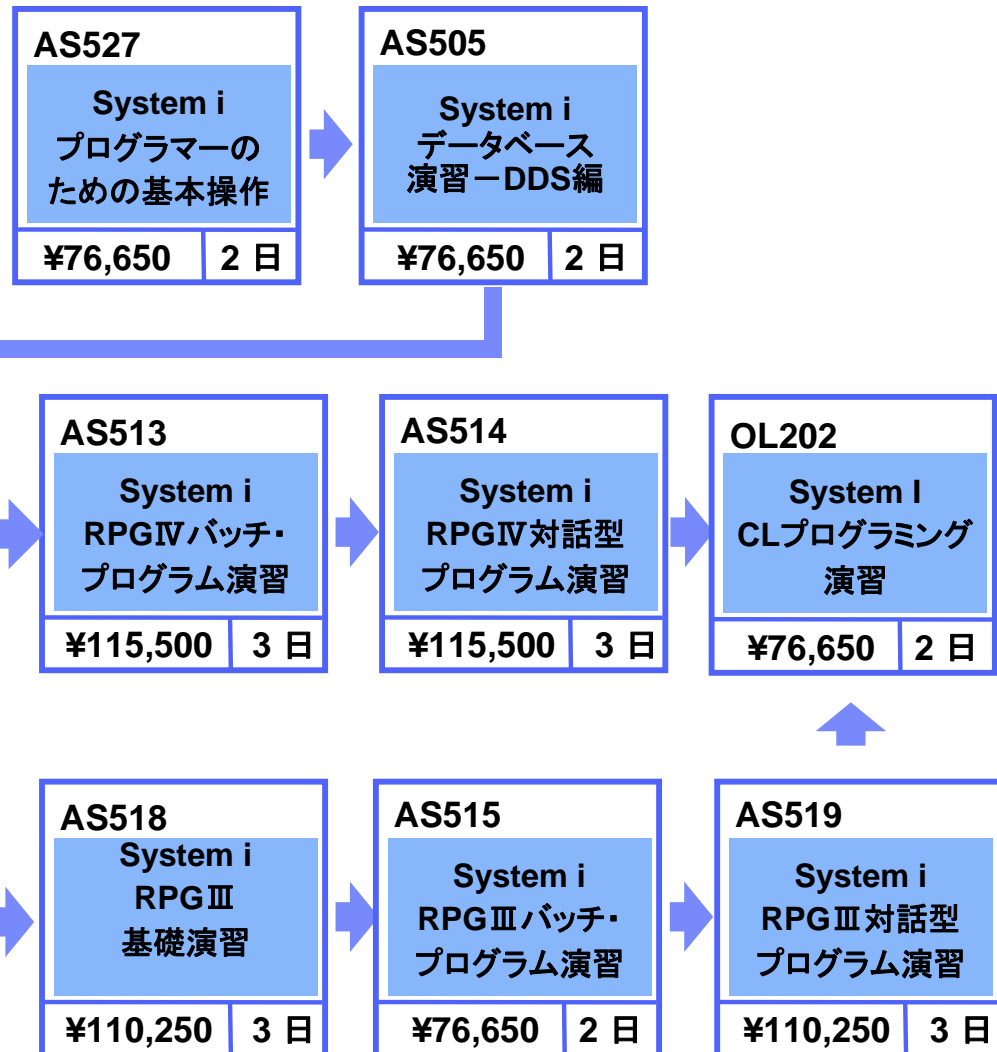 AS527
System i
プログラマーの
ための基本操作
¥76,650 2 日
AS505
System i
データベース
演習－DDS編
¥76,650 2 日
AS513
System i
RPGⅣバッチ・
プログラム演習
¥115,500 3 日
AS514
System i
RPGⅣ対話型
プログラム演習
¥115,500 3 日
OL202
System I
CLプログラミング
演習
¥76,650 2 日
AS518
System i
RPGⅢ
基礎演習
¥110,250 3 日
AS515
System i
RPGⅢバッチ・
プログラム演習
¥76,650 2 日
AS519
System i
RPGⅢ対話型
プログラム演習
¥110,250 3 日